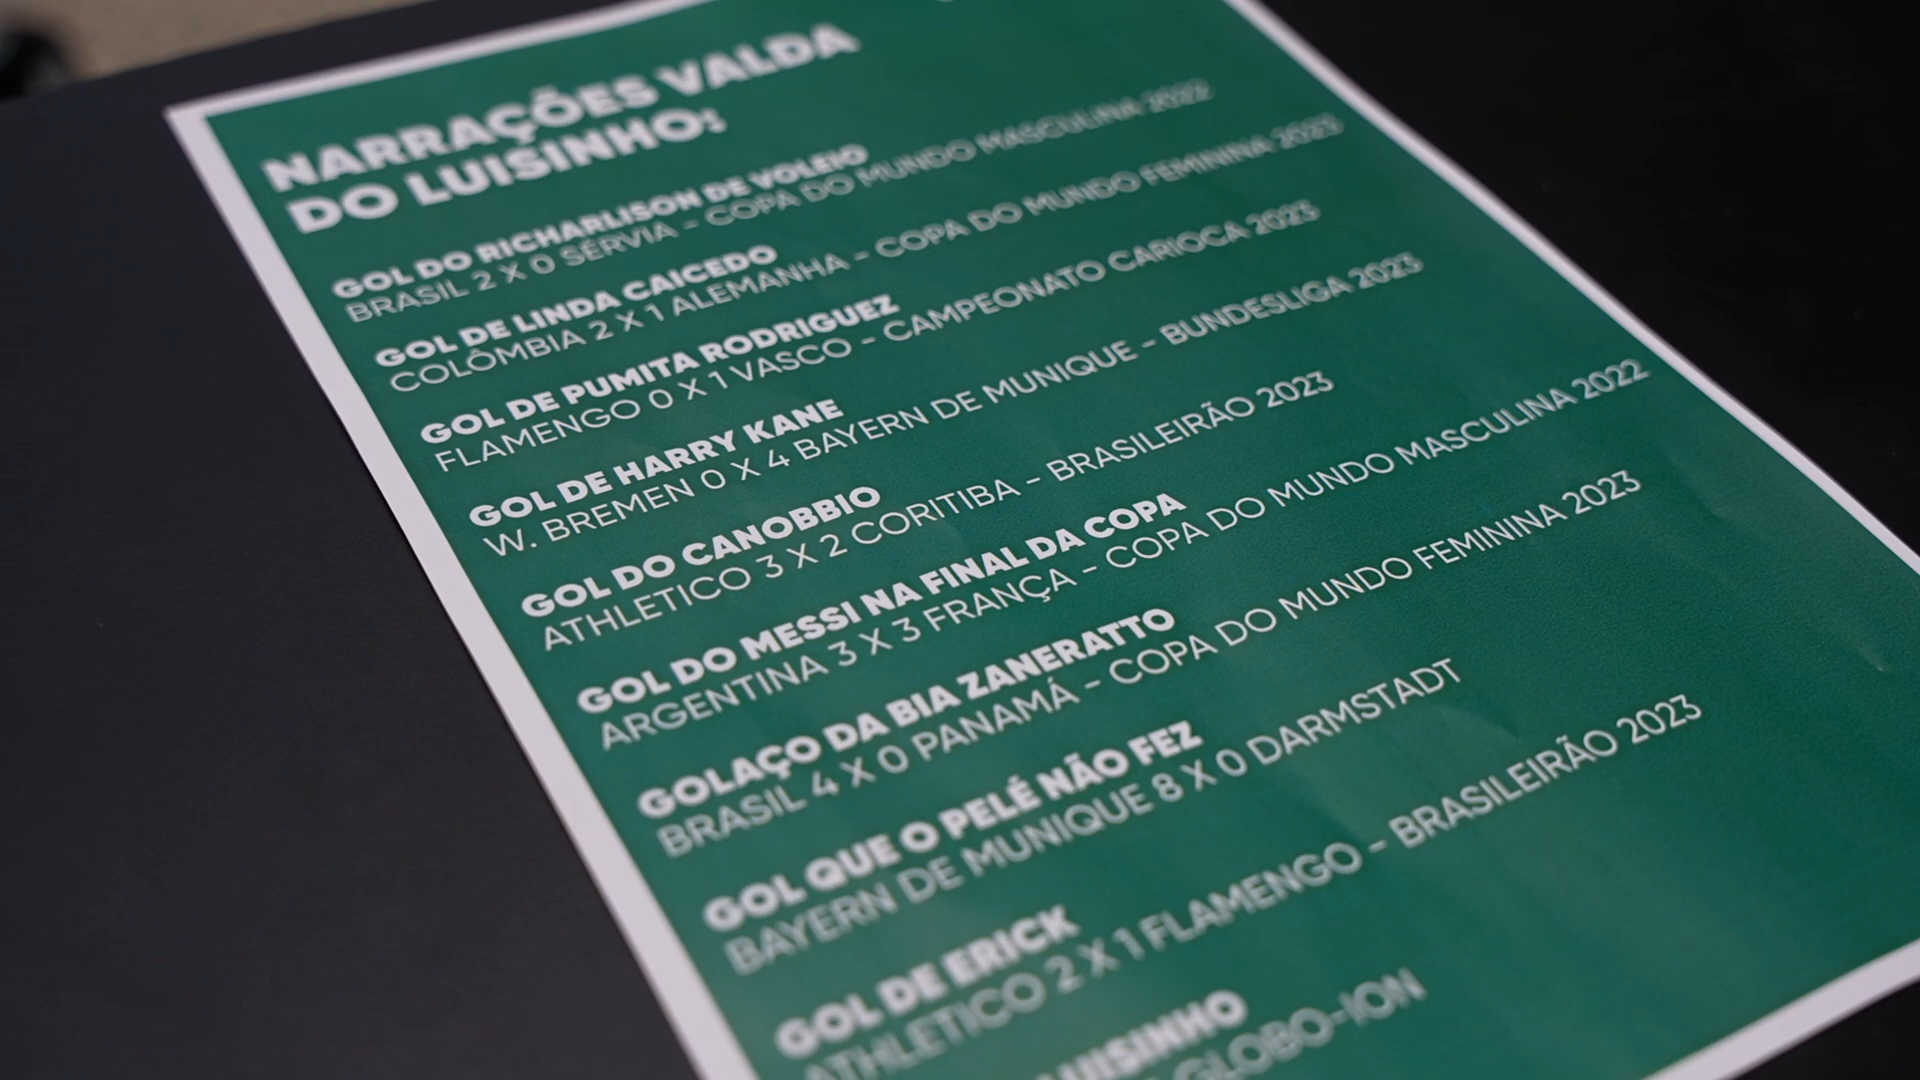 NARRAÇÕES VALDA
DO LUISINHO:
GOL DO RICHARLISON DE VOLEIO
BRASIL 2 X 0 SÉRVIA - COPA DO MUNDO MASCULINA 2022
GOL DE LINDA CAICEDO
COLÔMBIA 2 X 1 ALEMANHA - COPA DO MUNDO FEMININA 2023
GOL DE PUMITA RODRIGUEZ
FLAMENGO 0 X 1 VASCO - CAMPEONATO CARIOCA 2023
GOL DE HARRY KANE
W. BREMEN 0 X 4 BAYERN DE MUNIQUE - BUNDESLIGA 2023
GOL DO CANOBBIO
ATHLETICO 3 X 2 CORITIBA - BRASILEIRÃO 2023
GOL DO MESSI NA FINAL DA COPA
ARGENTINA 3 X 3 FRANÇA - COPA DO MUNDO MASCULINA 2022
GOLAÇO DA BIA ZANERATTO
BRASIL 4 X 0 PANAMÁ - COPA DO MUNDO FEMININA 2023
GOL QUE O PELÉ NÃO FEZ
BAYERN DE MUNIQUE 8 X 0 DARMSTADT
GOL DE ERICK
ATHLETICO 2 X 1 FLAMENGO - BRASILEIRÃO 2023
LUISINHO
GLOBO-ION